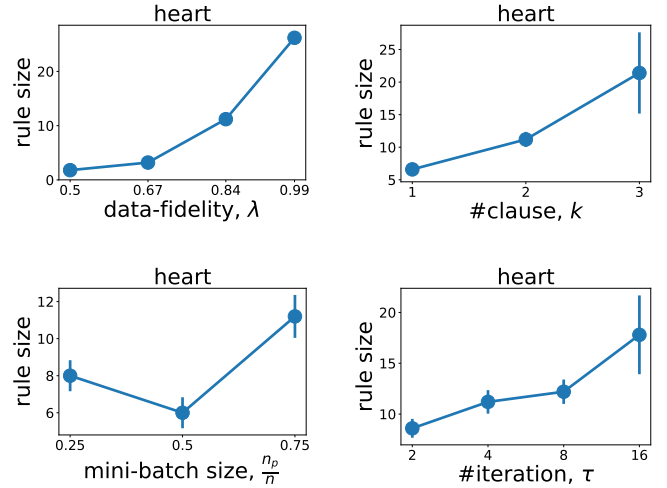 heart
rule size
20
10
0
0.5 0.67 0.84 0.99
data-fidelity, λ
heart
rule size
25
20
15
10
5
1 2 3
#clause, k
heart
rule size
12
10
8
6
0.25 0.5 0.75
mini-batch size, n_p/n
heart
rule size
20
15
10
2 4 8 16
#iteration, τ